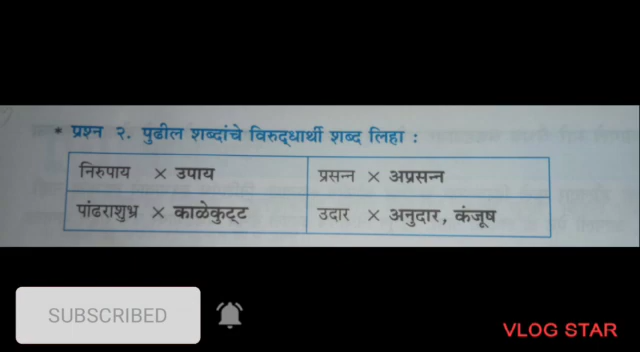 * प्रश्न २. पुढील शब्दांचे विरुद्धार्थी शब्द लिहा :
निरुपाय × उपाय प्रसन्न × अप्रसन्न
पांढराशुभ्र × काळेकुट्ट उदार × अनुदार, कंजूष
SUBSCRIBED
VLOG STAR